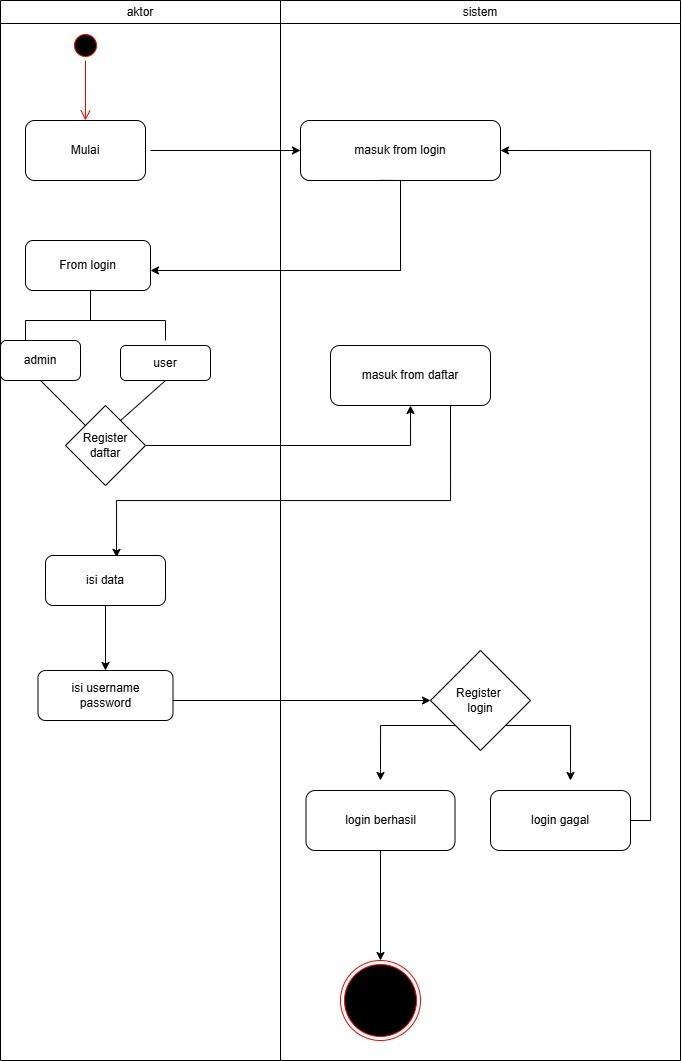 aktor
sistem
Mulai
masuk from login
From login
admin
user
masuk from daftar
Register
daftar
isi data
isi username
password
Register
login
login berhasil
login gagal